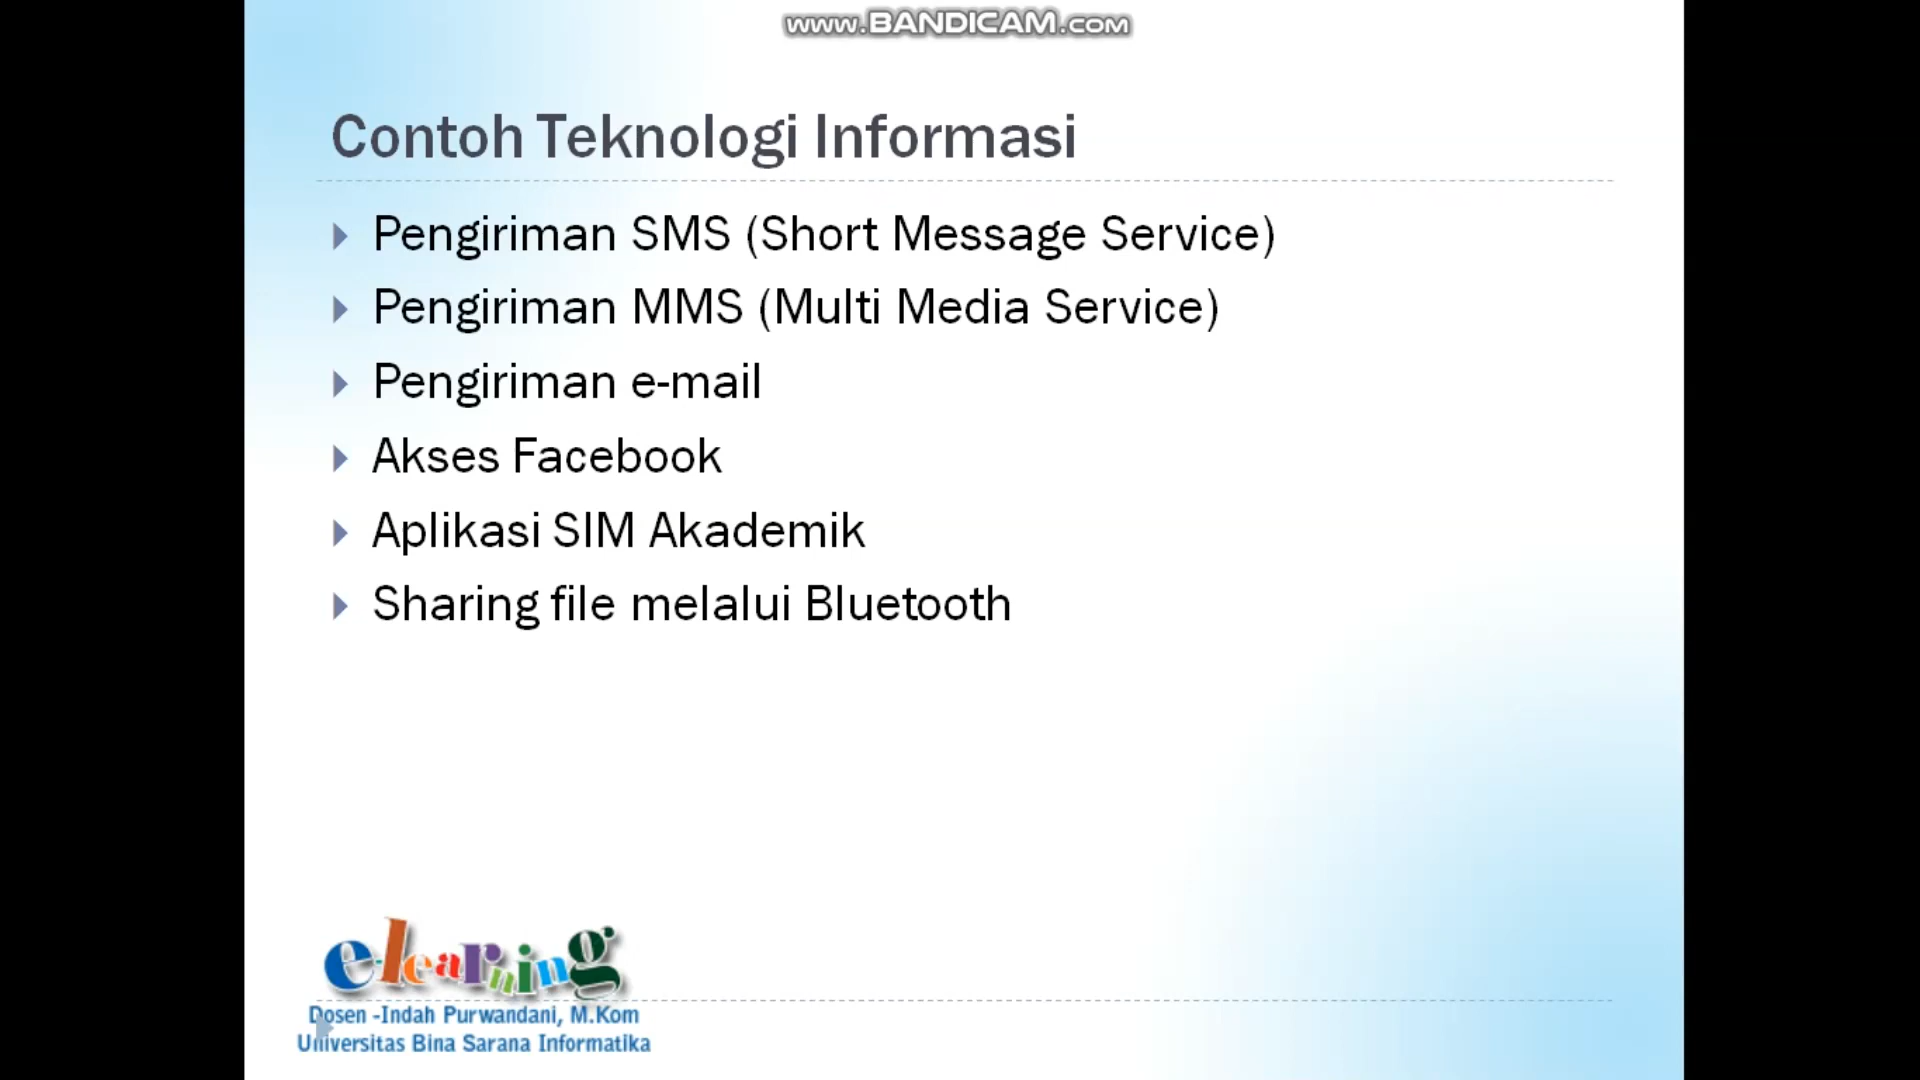 www.BANDICAM.com
Contoh Teknologi Informasi
Pengiriman SMS (Short Message Service)
Pengiriman MMS (Multi Media Service)
Pengiriman e-mail
Akses Facebook
Aplikasi SIM Akademik
Sharing file melalui Bluetooth
e-learning
Dosen -Indah Purwandani, M.Kom
Universitas Bina Sarana Informatika